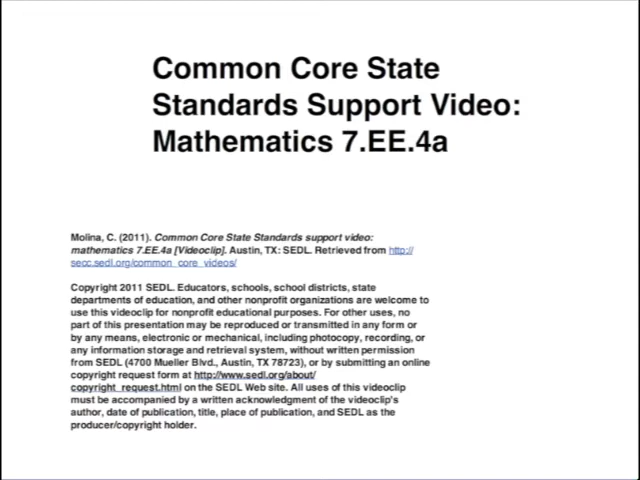 Common Core State
Standards Support Video:
Mathematics 7.EE.4a
Molina, C. (2011). Common Core State Standards support video:
mathematics 7.EE.4a [Videoclip]. Austin, TX: SEDL. Retrieved from http://
secc.sedl.org/common_core_videos/
Copyright 2011 SEDL. Educators, schools, school districts, state
departments of education, and other nonprofit organizations are welcome to
use this videoclip for nonprofit educational purposes. For other uses, no
part of this presentation may be reproduced or transmitted in any form or
by any means, electronic or mechanical, including photocopy, recording, or
any information storage and retrieval system, without written permission
from SEDL (4700 Mueller Blvd., Austin, TX 78723), or by submitting an online
copyright request form at http://www.sedl.org/about/
copyright_request.html on the SEDL Web site. All uses of this videoclip
must be accompanied by a written acknowledgment of the videoclip's
author, date of publication, title, place of publication, and SEDL as the
producer/copyright holder.